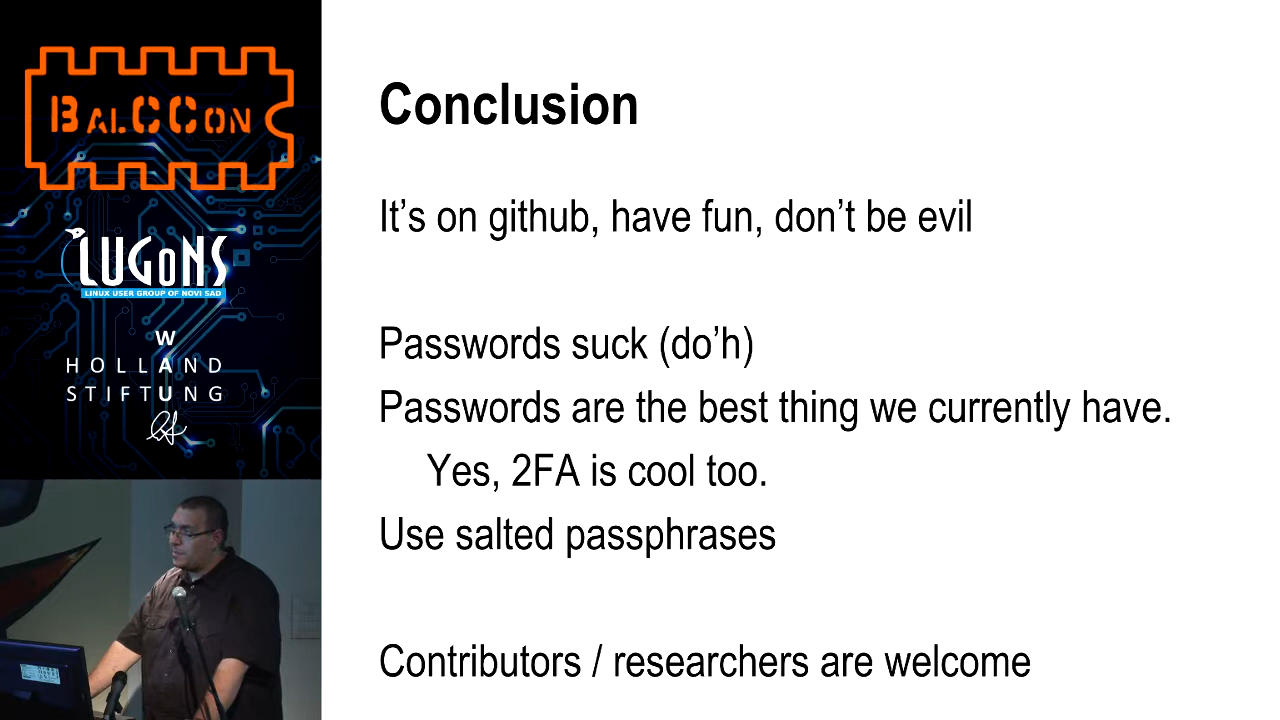 BALCCON
LUGoNS
LINUX USER GROUP OF NOVI SAD
W
HOLLAND
STIFTUNG
Conclusion
It’s on github, have fun, don’t be evil
Passwords suck (do’h)
Passwords are the best thing we currently have.
Yes, 2FA is cool too.
Use salted passphrases
Contributors / researchers are welcome